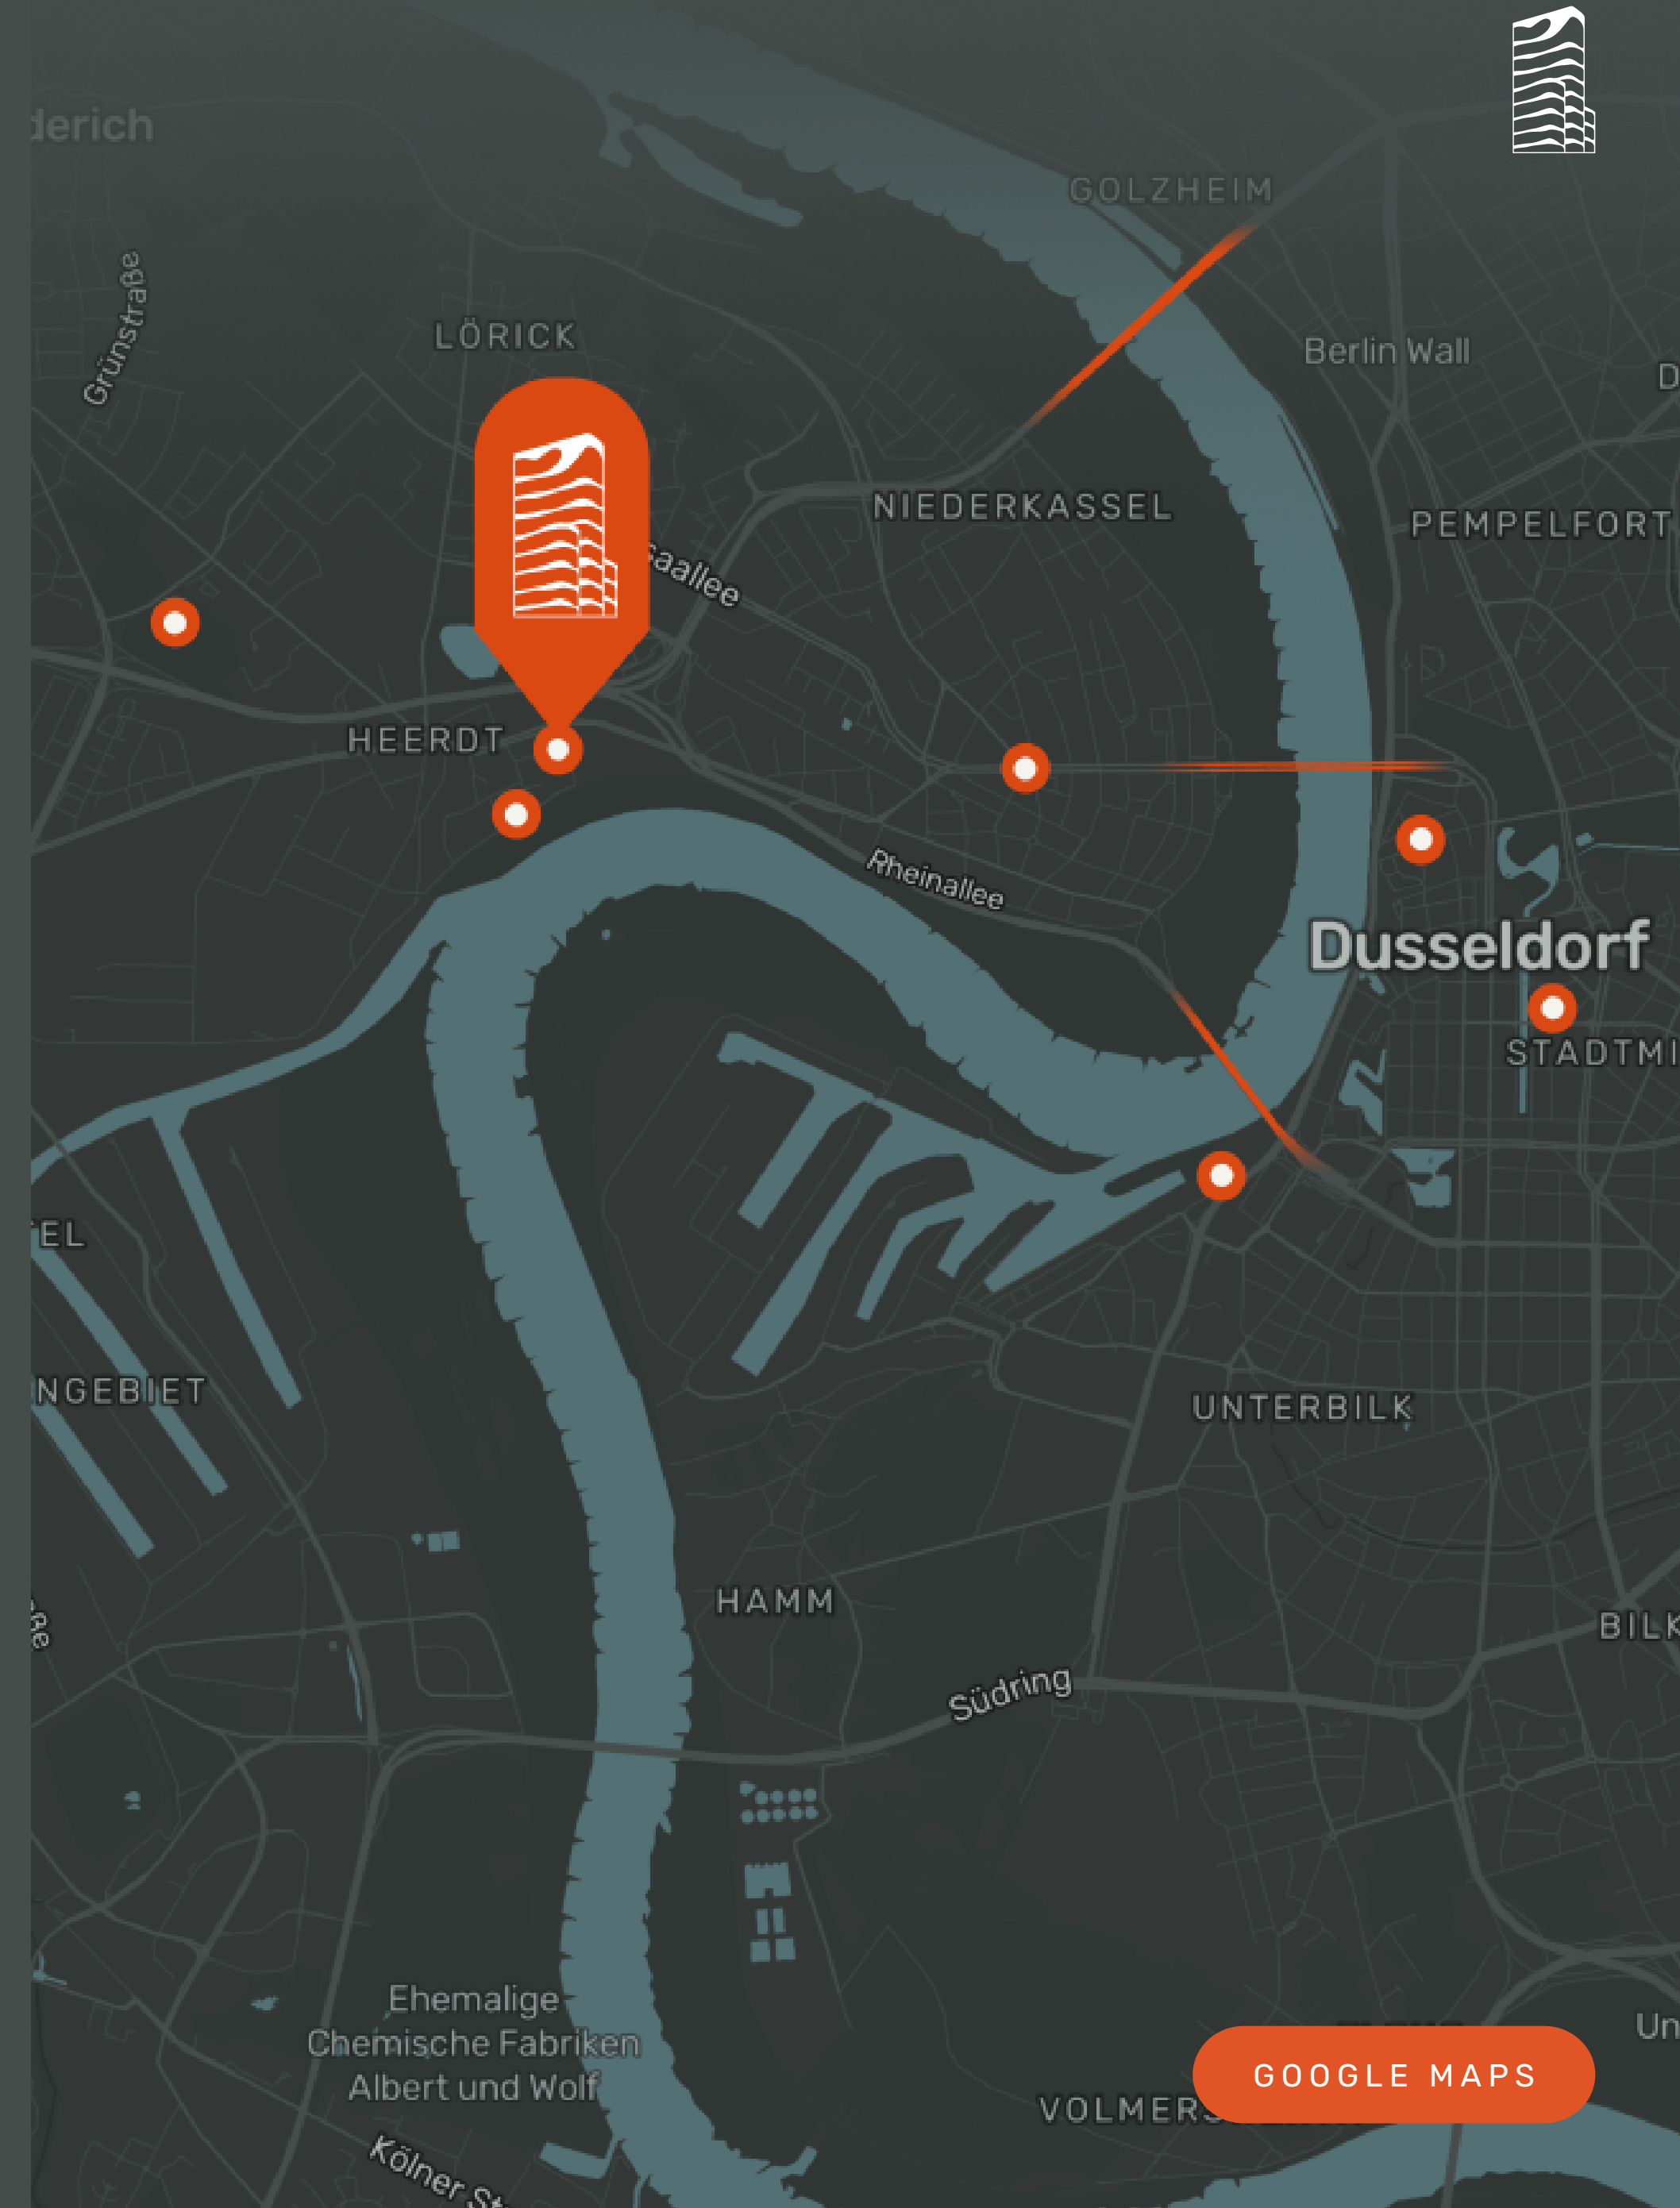 derich
GOLZHEIM
Grünstraße
LÖRICK
Berlin Wall
D
NIEDERKASSEL
PEMPELFORT
saallee
HEERDT
Rheinallee
Dusseldorf
STADTMI
EL
NGEBIET
UNTERBILK
HAMM
BILK
ße
Südring
Ehemalige
Chemische Fabriken
Albert und Wolf
Un
GOOGLE MAPS
VOLMERS
Kölner St